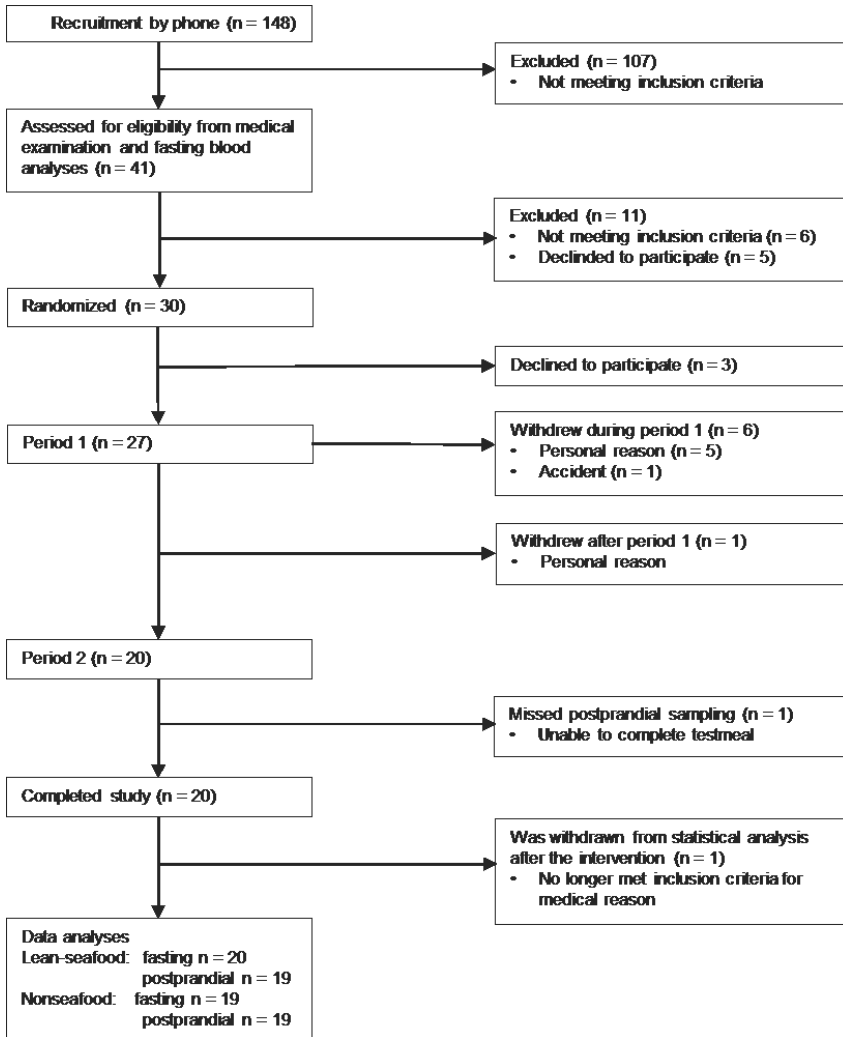 Recruitment by phone (n = 148)
Excluded (n = 107)
• Not meeting inclusion criteria
Assessed for eligibility from medical
examination and fasting blood
analyses (n = 41)
Excluded (n = 11)
• Not meeting inclusion criteria (n = 6)
• Declinded to participate (n = 5)
Randomized (n = 30)
Declined to participate (n = 3)
Period 1 (n = 27)
Withdrew during period 1 (n = 6)
• Personal reason (n = 5)
• Accident (n = 1)
Withdrew after period 1 (n = 1)
• Personal reason
Period 2 (n = 20)
Missed postprandial sampling (n = 1)
• Unable to complete testmeal
Completed study (n = 20)
Was withdrawn from statistical analysis
after the intervention (n = 1)
• No longer met inclusion criteria for
medical reason
Data analyses
Lean-seafood: fasting n = 20
postprandial n = 19
Nonseafood: fasting n = 19
postprandial n = 19